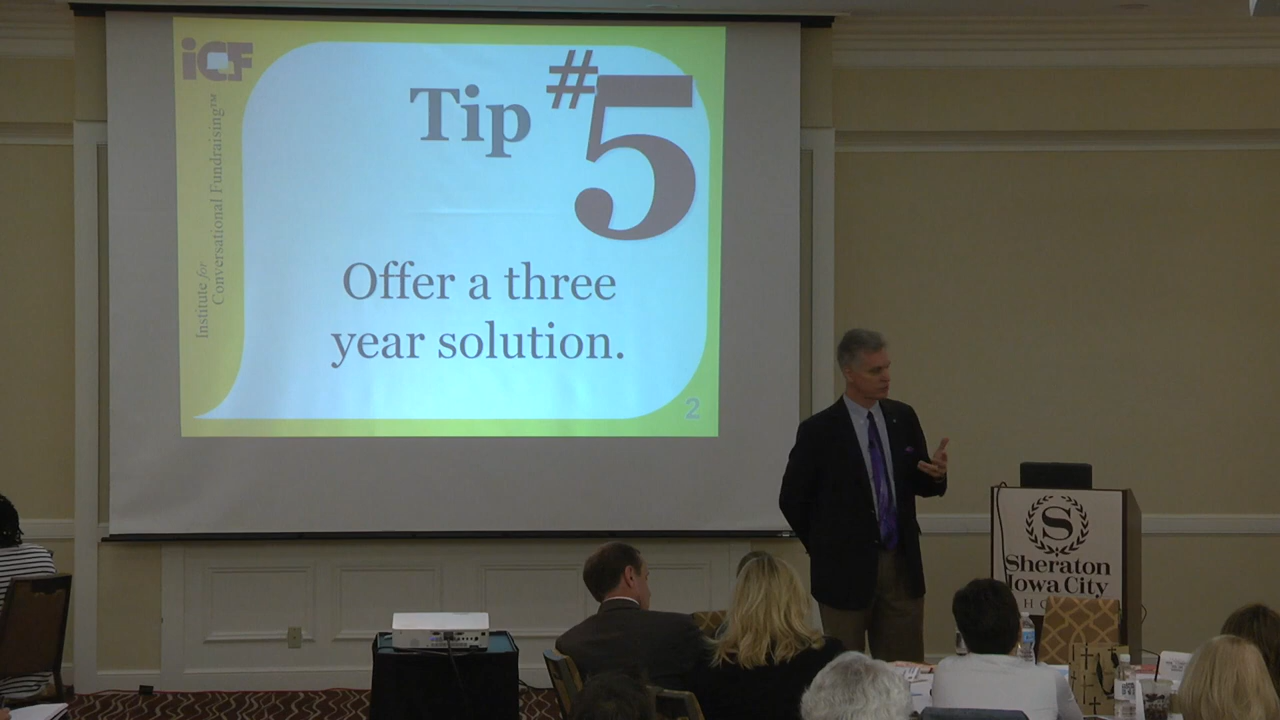 iCF
Institute for
Conversational Fundraising™
Tip #5
Offer a three
year solution.
2
S
Sheraton
Iowa City